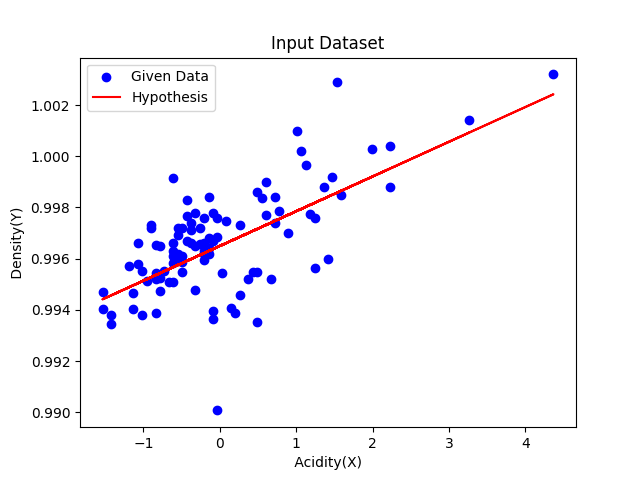 Input Dataset
Given Data
Hypothesis
1.002
1.000
0.998
0.996
0.994
0.992
0.990
Density(Y)
−1
0
1
2
3
4
Acidity(X)